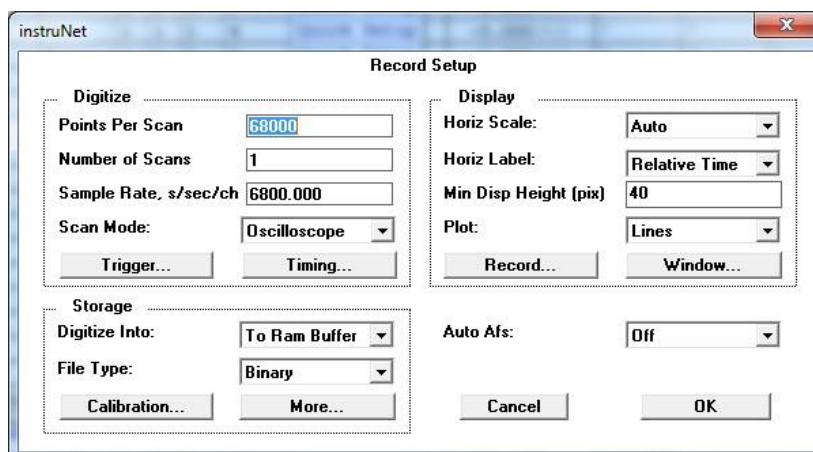 instruNet
Record Setup
Digitize
Points Per Scan 68000
Number of Scans 1
Sample Rate, s/sec/ch 6800.000
Scan Mode: Oscilloscope
Trigger... Timing...
Display
Horiz Scale: Auto
Horiz Label: Relative Time
Min Disp Height (pix) 40
Plot: Lines
Record... Window...
Storage
Digitize Into: To Ram Buffer
File Type: Binary
Calibration... More...
Auto Afs: Off
Cancel OK